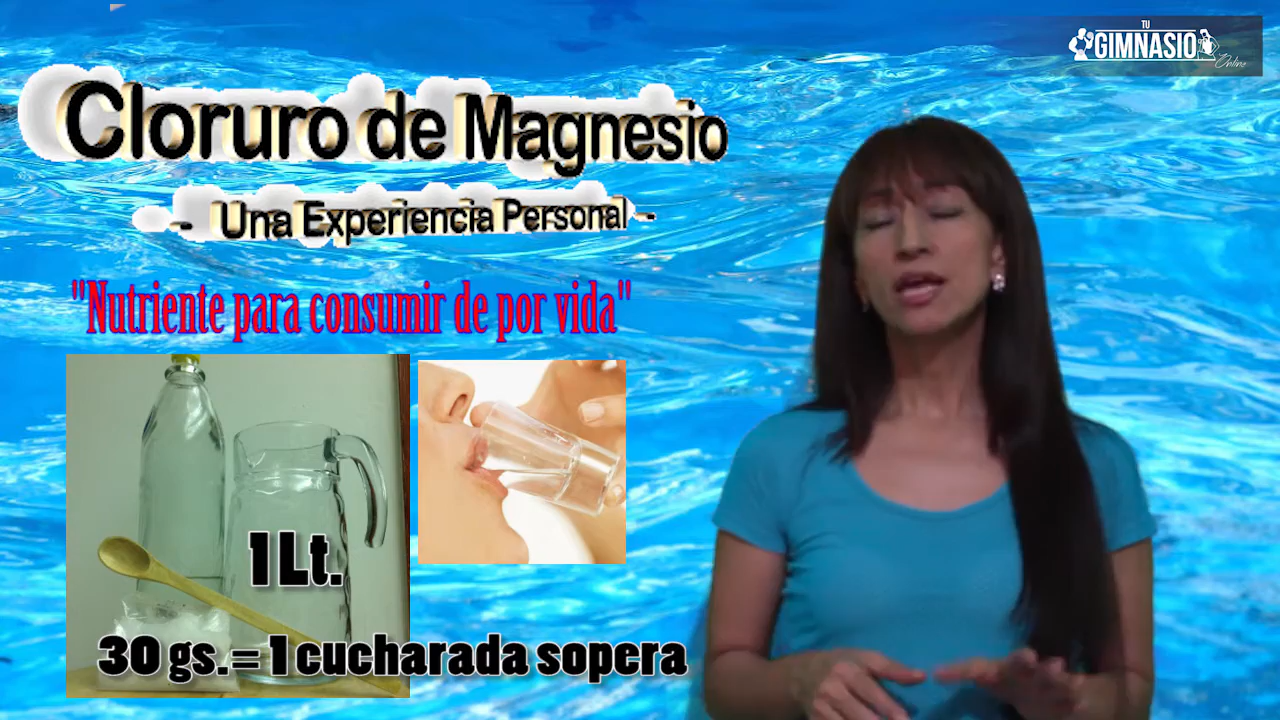 TU
GIMNASIO
Online
Cloruro de Magnesio
- Una Experiencia Personal -
"Nutriente para consumir de por vida"
1 Lt.
30 gs.= 1 cucharada sopera